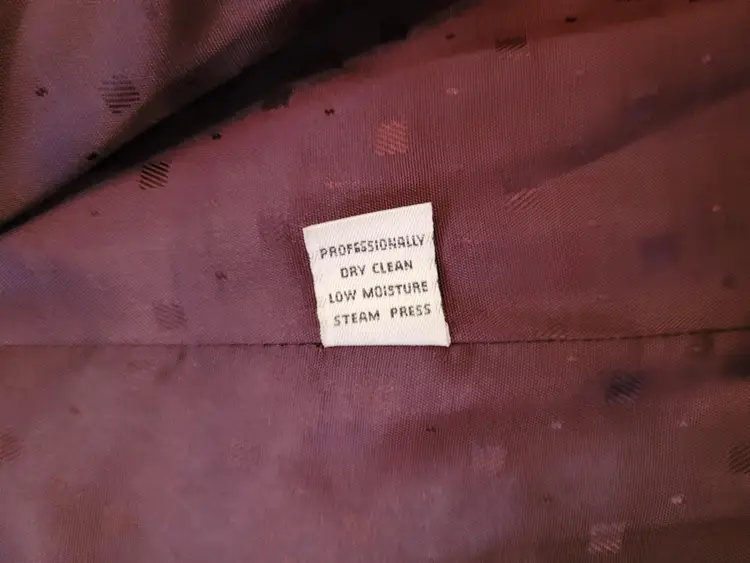 PROFESSIONALLY
DRY CLEAN
LOW MOISTURE
STEAM PRESS